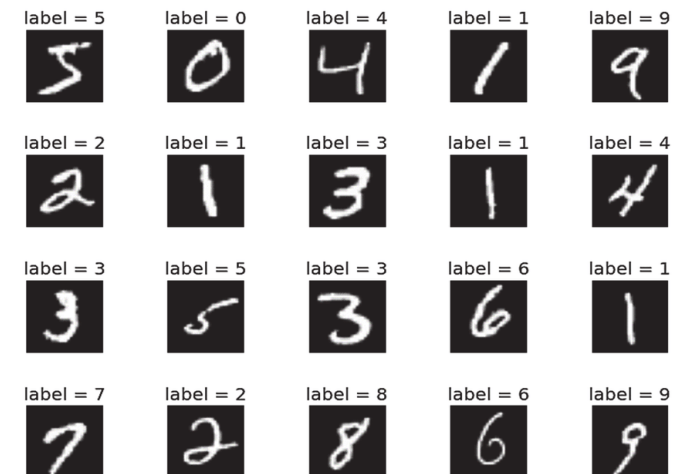 label = 5 label = 0 label = 4 label = 1 label = 9
5 0 4 1 9
label = 2 label = 1 label = 3 label = 1 label = 4
2 1 3 1 4
label = 3 label = 5 label = 3 label = 6 label = 1
3 5 3 6 1
label = 7 label = 2 label = 8 label = 6 label = 9
7 2 8 6 9